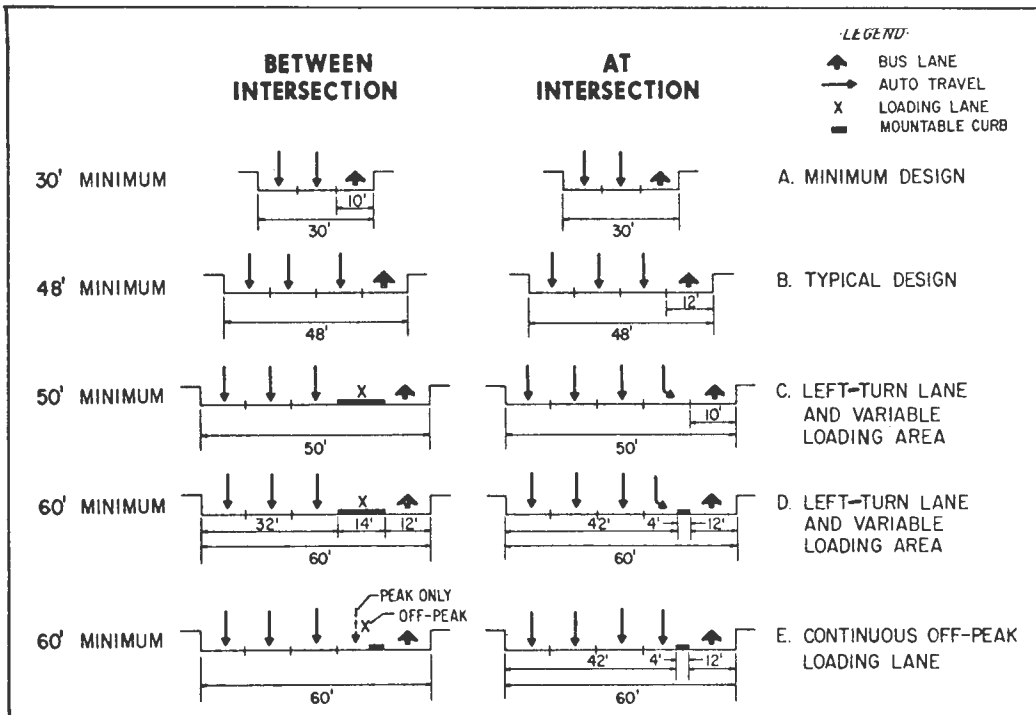 ·LEGEND·
BUS LANE
AUTO TRAVEL
X LOADING LANE
MOUNTABLE CURB
BETWEEN
INTERSECTION
AT
INTERSECTION
30' MINIMUM
10'
30'
30'
A. MINIMUM DESIGN
48' MINIMUM
48'
12'
48'
B. TYPICAL DESIGN
50' MINIMUM
X
50'
10'
50'
C. LEFT-TURN LANE
AND VARIABLE
LOADING AREA
60' MINIMUM
X
32' 14' 12'
60'
42' 4' 12'
60'
D. LEFT-TURN LANE
AND VARIABLE
LOADING AREA
60' MINIMUM
PEAK ONLY
X OFF-PEAK
60'
42' 4' 12'
60'
E. CONTINUOUS OFF-PEAK
LOADING LANE